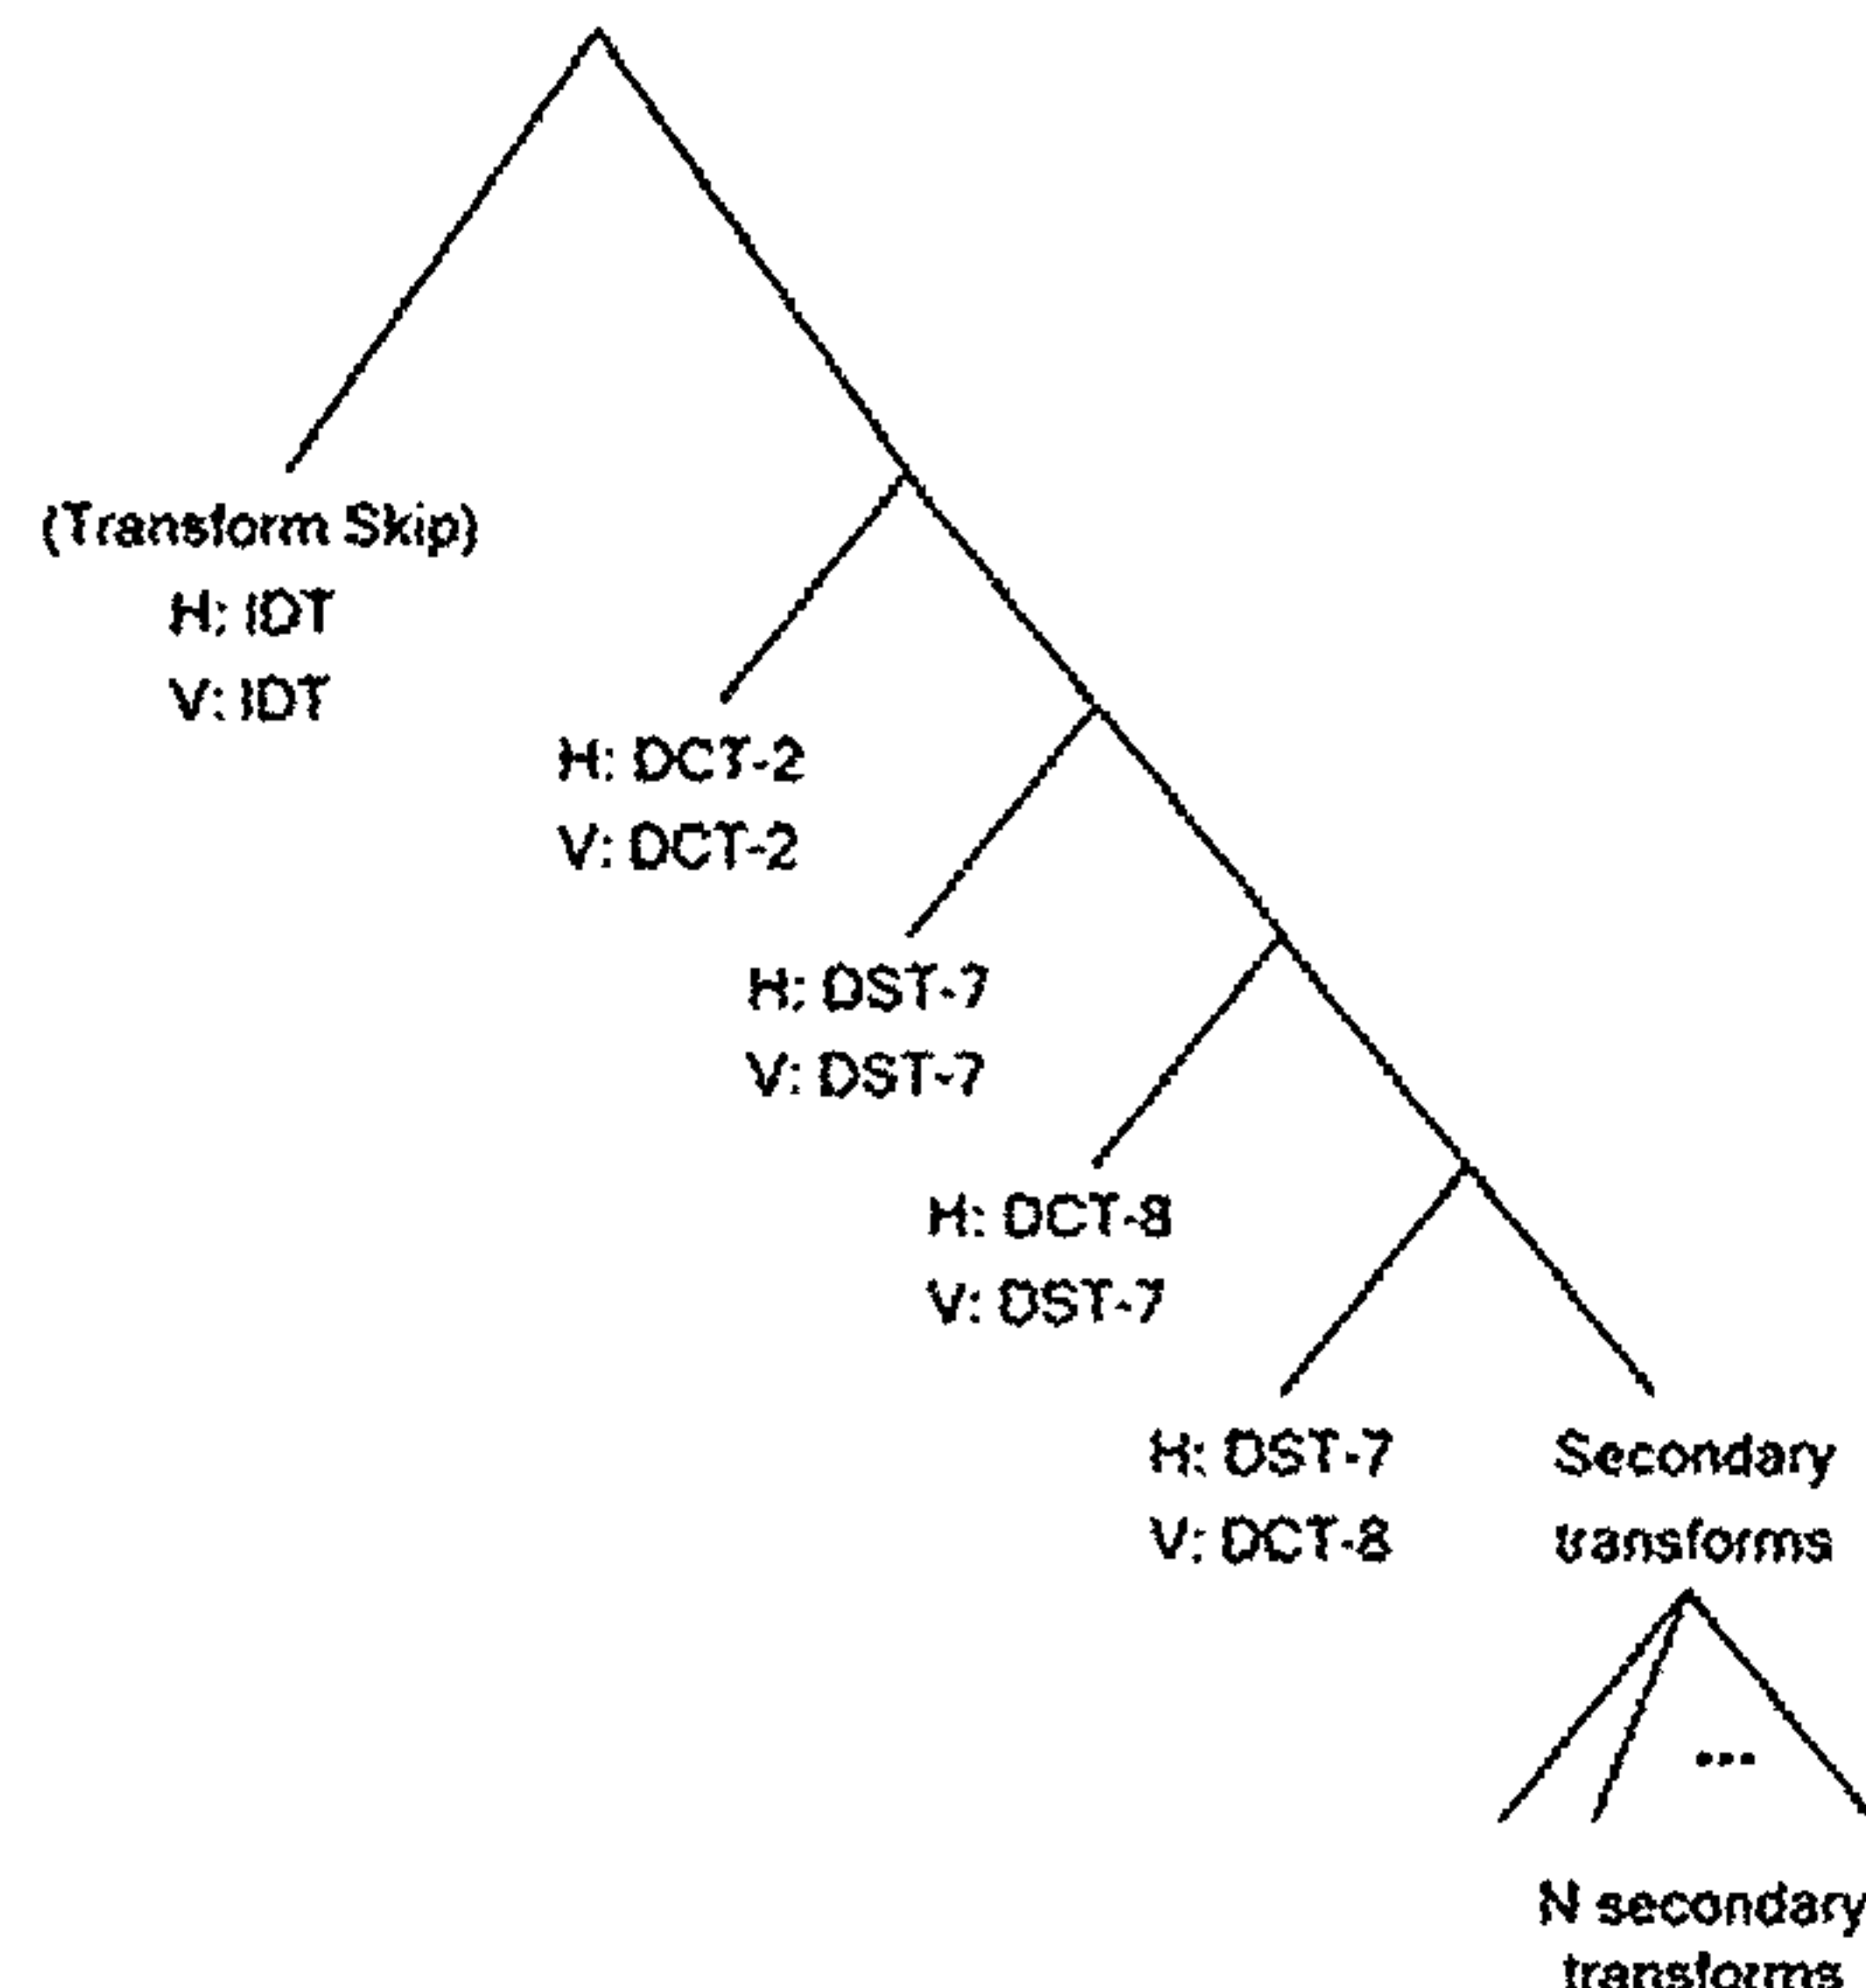 (Transform Skip)
H: IDT
V: IDT
H: DCT-2
V: DCT-2
H: DST-7
V: DST-7
H: DCT-8
V: DST-7
H: DST-7
V: DCT-8
Secondary
transforms
...
N secondary
transforms